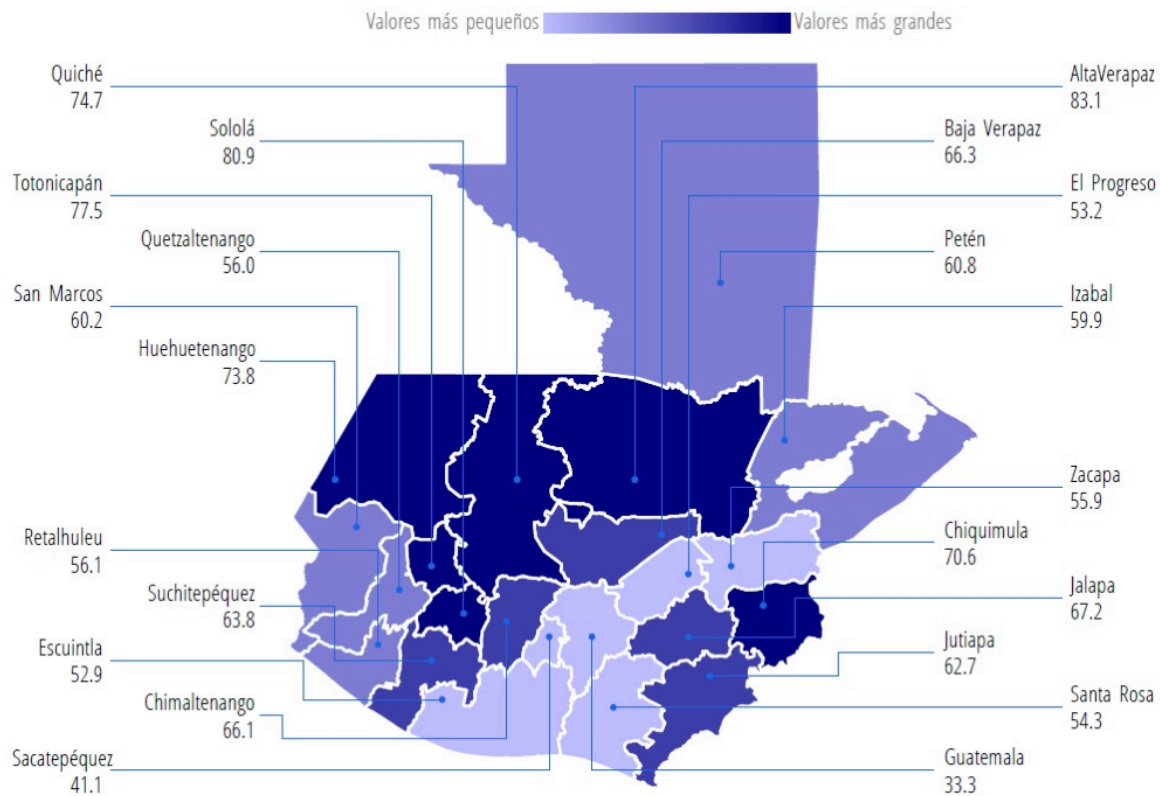 Valores más pequeños
Valores más grandes
Quiché
74.7
Sololá
80.9
Totonicapán
77.5
Quetzaltenango
56.0
San Marcos
60.2
Huehuetenango
73.8
Retalhuleu
56.1
Suchitepéquez
63.8
Escuintla
52.9
Chimaltenango
66.1
Sacatepéquez
41.1
AltaVerapaz
83.1
Baja Verapaz
66.3
El Progreso
53.2
Petén
60.8
Izabal
59.9
Zacapa
55.9
Chiquimula
70.6
Jalapa
67.2
Jutiapa
62.7
Santa Rosa
54.3
Guatemala
33.3